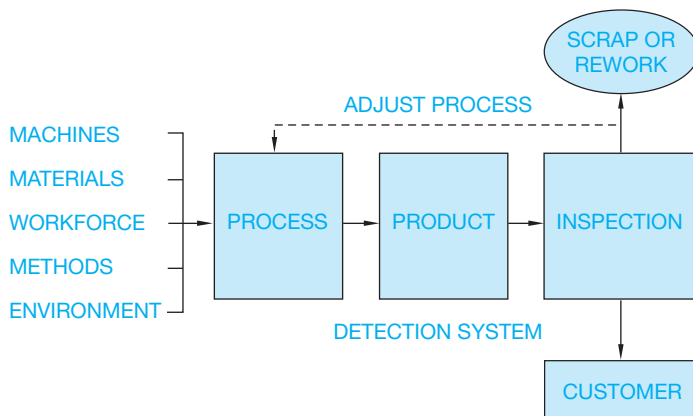 SCRAP OR
REWORK
ADJUST PROCESS
MACHINES
MATERIALS
WORKFORCE
METHODS
ENVIRONMENT
PROCESS
PRODUCT
INSPECTION
DETECTION SYSTEM
CUSTOMER